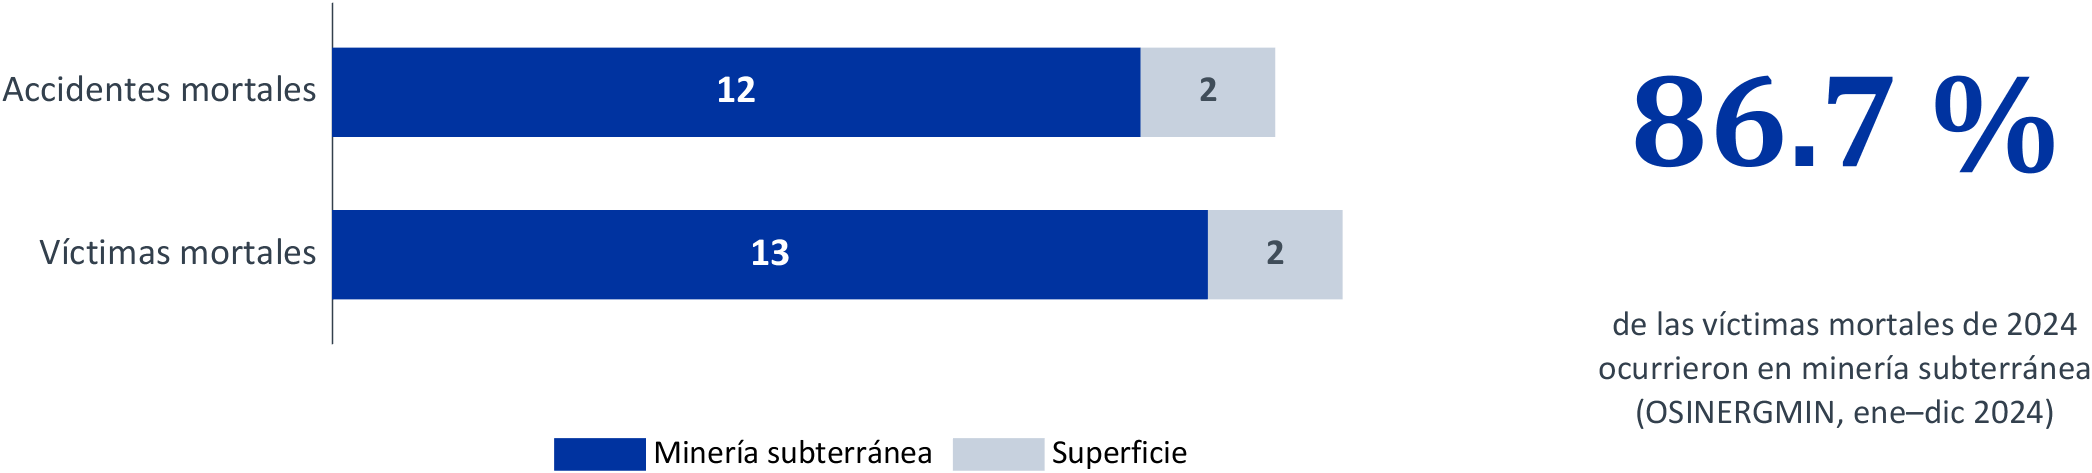 Accidentes mortales
12
2
Víctimas mortales
13
2
Minería subterránea
Superficie
86.7 %
de las víctimas mortales de 2024
ocurrieron en minería subterránea
(OSINERGMIN, ene–dic 2024)